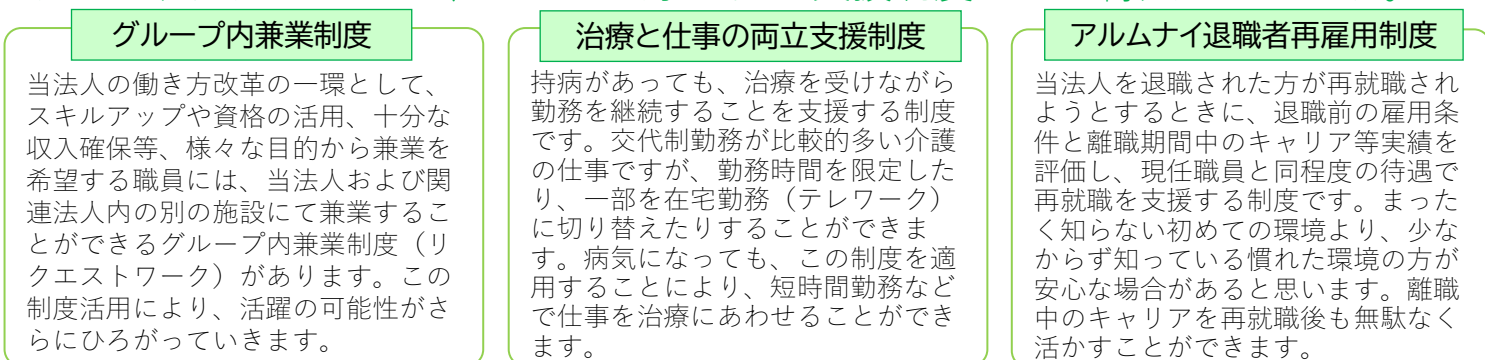 グループ内兼業制度
当法人の働き方改革の一環として、
スキルアップや資格の活用、十分な
収入確保等、様々な目的から兼業を
希望する職員には、当法人および関
連法人内の別の施設にて兼業するこ
とができるグループ内兼業制度（リ
クエストワーク）があります。この
制度活用により、活躍の可能性がさ
らにひろがっていきます。
治療と仕事の両立支援制度
持病があっても、治療を受けながら
勤務を継続することを支援する制度
です。交代制勤務が比較的多い介護
の仕事ですが、勤務時間を限定した
り、一部を在宅勤務（テレワーク）
に切り替えたりすることができま
す。病気になっても、この制度を適
用することにより、短時間勤務など
で仕事を治療にあわせることができ
ます。
アルムナイ退職者再雇用制度
当法人を退職された方が再就職され
ようとするときに、退職前の雇用条
件と離職期間中のキャリア等実績を
評価し、現任職員と同程度の待遇で
再就職を支援する制度です。まった
く知らない初めての環境より、少な
からず知っている慣れた環境の方が
安心な場合があると思います。離職
中のキャリアを再就職後も無駄なく
活かすことができます。